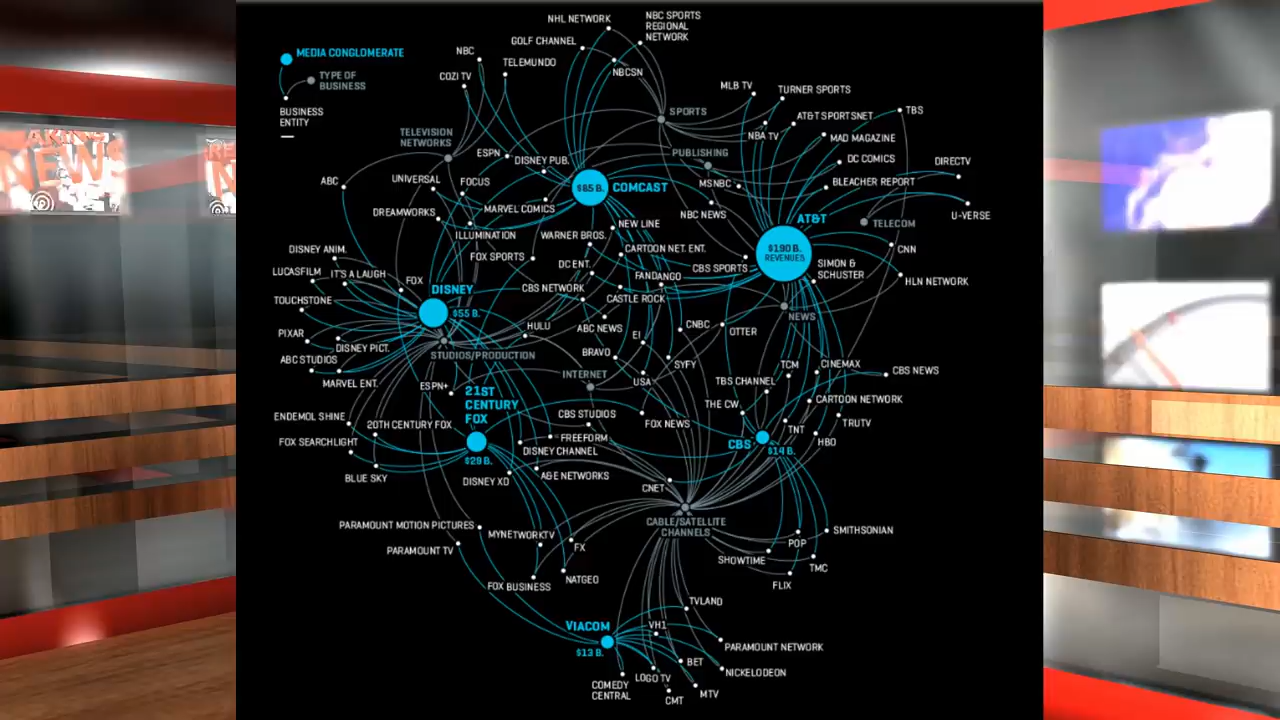 NHL NETWORK
NBC SPORTS
REGIONAL
NETWORK
GOLF CHANNEL
MEDIA CONGLOMERATE
NBC
TELEMUNDO
NBCSN
TYPE OF
BUSINESS
COZI TV
MLB TV
TURNER SPORTS
BUSINESS
ENTITY
SPORTS
AT&T SPORTSNET
TBS
TELEVISION
NETWORKS
NBA TV
MAD MAGAZINE
ESPN
DISNEY PUB.
PUBLISHING
DC COMICS
DIRECTV
ABC
UNIVERSAL
FOCUS
$85 B.
COMCAST
MSNBC
BLEACHER REPORT
DREAMWORKS
MARVEL COMICS
NBC NEWS
AT&T
U-VERSE
NEW LINE
TELECOM
ILLUMINATION
WARNER BROS.
DISNEY ANIM.
FOX SPORTS
CARTOON NET. ENT.
$190 B.
REVENUES
CNN
DC ENT.
CBS SPORTS
SIMON &
SCHUSTER
LUCASFILM
IT'S A LAUGH
FOX
FANDANGO
HLN NETWORK
DISNEY
CBS NETWORK
CASTLE ROCK
TOUCHSTONE
$55 B.
NEWS
PIXAR
HULU
ABC NEWS
E!
CNBC
OTTER
DISNEY PICT.
STUDIOS/PRODUCTION
BRAVO
ABC STUDIOS
SYFY
TCM
CINEMAX
CBS NEWS
MARVEL ENT.
ESPN+
INTERNET
USA
TBS CHANNEL
21ST
CENTURY
FOX
THE CW
CARTOON NETWORK
ENDEMOL SHINE
20TH CENTURY FOX
CBS STUDIOS
FOX NEWS
TRUTV
FOX SEARCHLIGHT
FREEFORM
CBS
TNT
HBO
$29 B.
DISNEY CHANNEL
$14 B.
BLUE SKY
DISNEY XD
A&E NETWORKS
CNET
PARAMOUNT MOTION PICTURES
MYNETWORKTV
CABLE/SATELLITE
CHANNELS
SMITHSONIAN
PARAMOUNT TV
FX
POP
SHOWTIME
TMC
FOX BUSINESS
NATGEO
FLIX
TVLAND
VIACOM
VH1
$13 B.
PARAMOUNT NETWORK
BET
NICKELODEON
COMEDY
CENTRAL
LOGO TV
CMT
MTV
NEWS